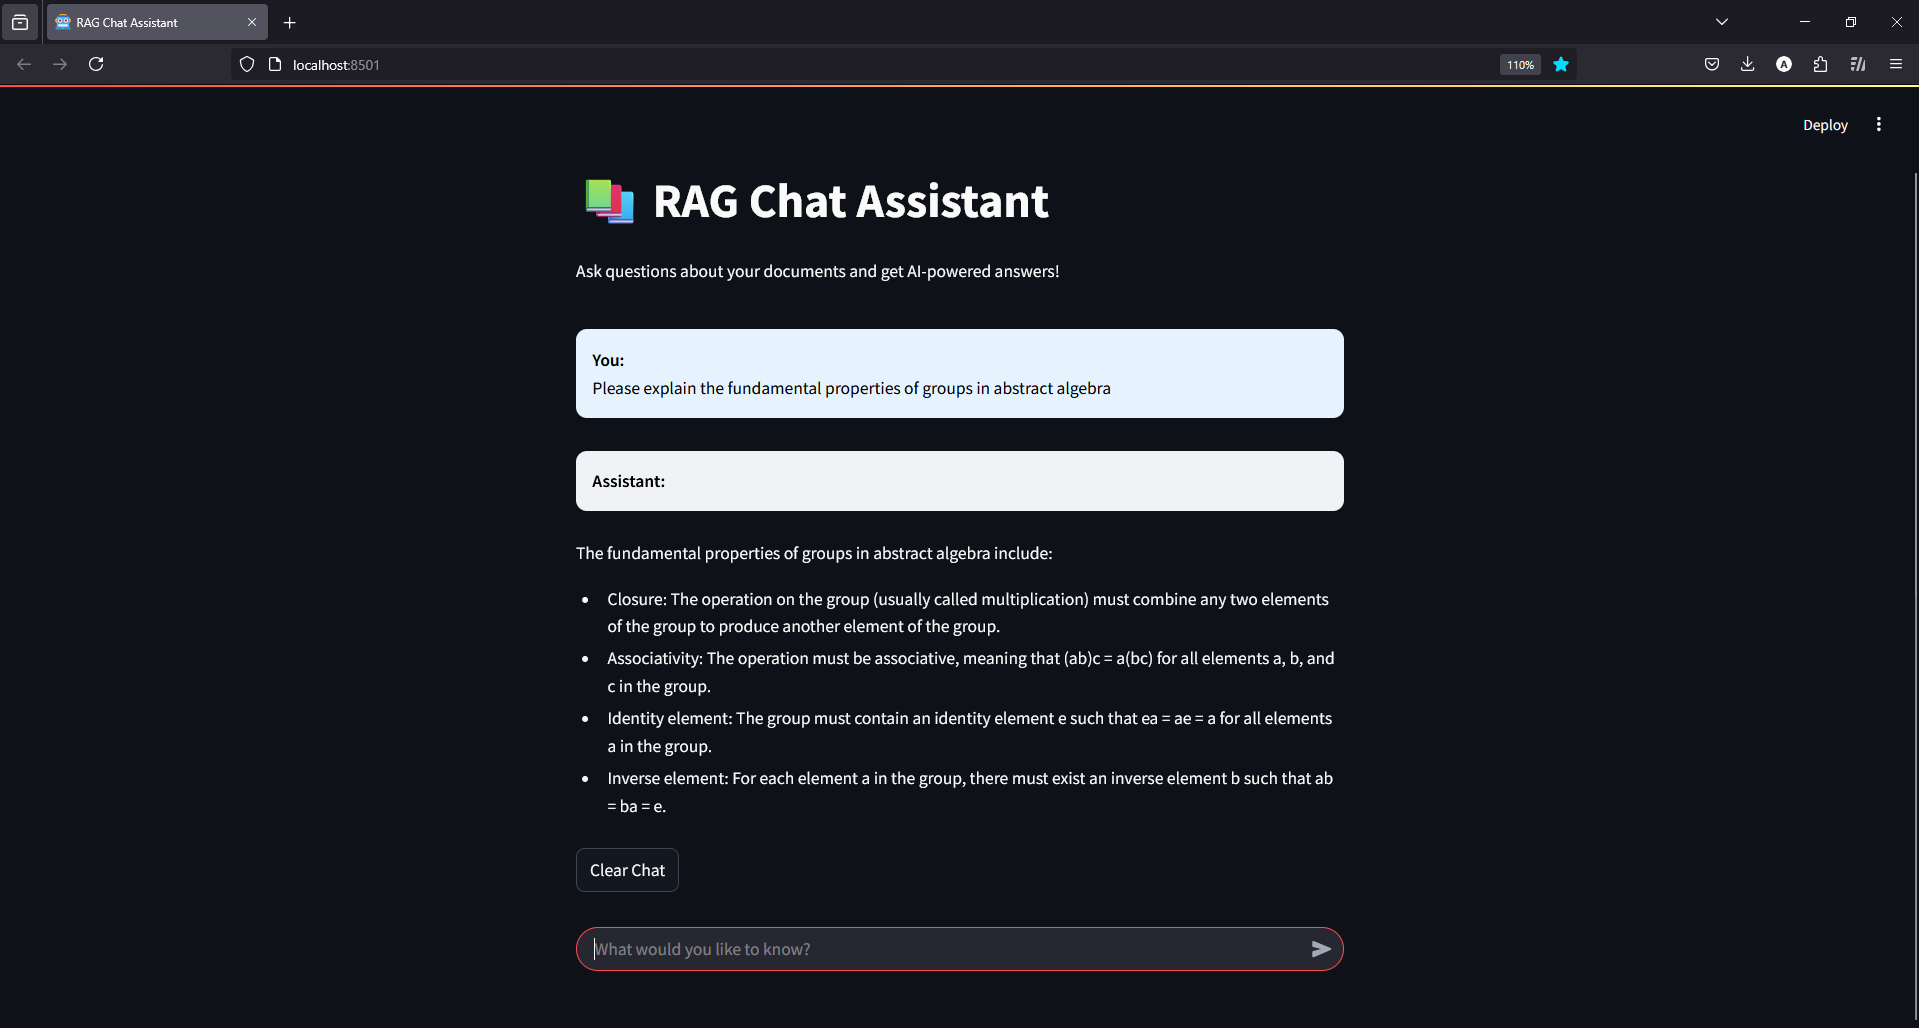 RAG Chat Assistant
localhost:8501
110%
A
Deploy
RAG Chat Assistant
Ask questions about your documents and get AI-powered answers!
You:
Please explain the fundamental properties of groups in abstract algebra
Assistant:
The fundamental properties of groups in abstract algebra include:
• Closure: The operation on the group (usually called multiplication) must combine any two elements
of the group to produce another element of the group.
• Associativity: The operation must be associative, meaning that (ab)c = a(bc) for all elements a, b, and
c in the group.
• Identity element: The group must contain an identity element e such that ea = ae = a for all elements
a in the group.
• Inverse element: For each element a in the group, there must exist an inverse element b such that ab
= ba = e.
Clear Chat
What would you like to know?